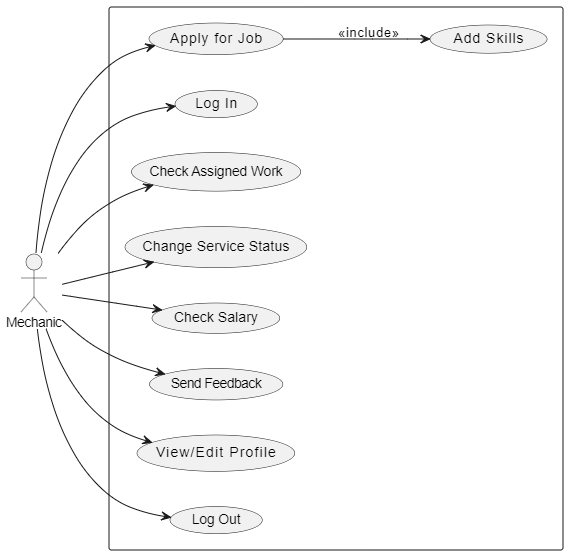 Apply for Job
«include»
Add Skills
Log In
Check Assigned Work
Change Service Status
Check Salary
Mechanic
Send Feedback
View/Edit Profile
Log Out